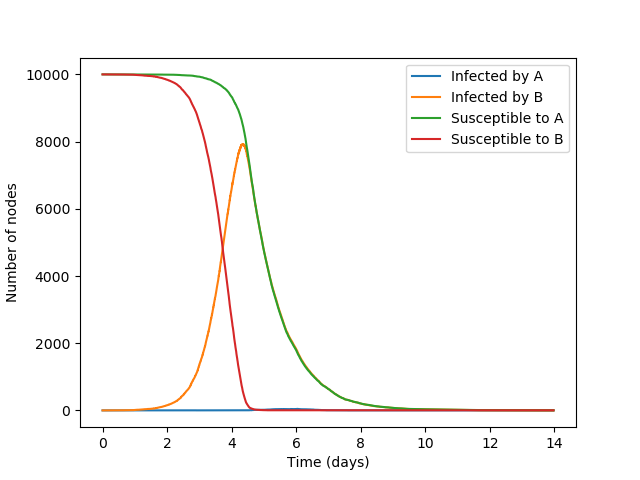 10000
8000
6000
4000
2000
0
Number of nodes
0 2 4 6 8 10 12 14
Time (days)
Infected by A
Infected by B
Susceptible to A
Susceptible to B